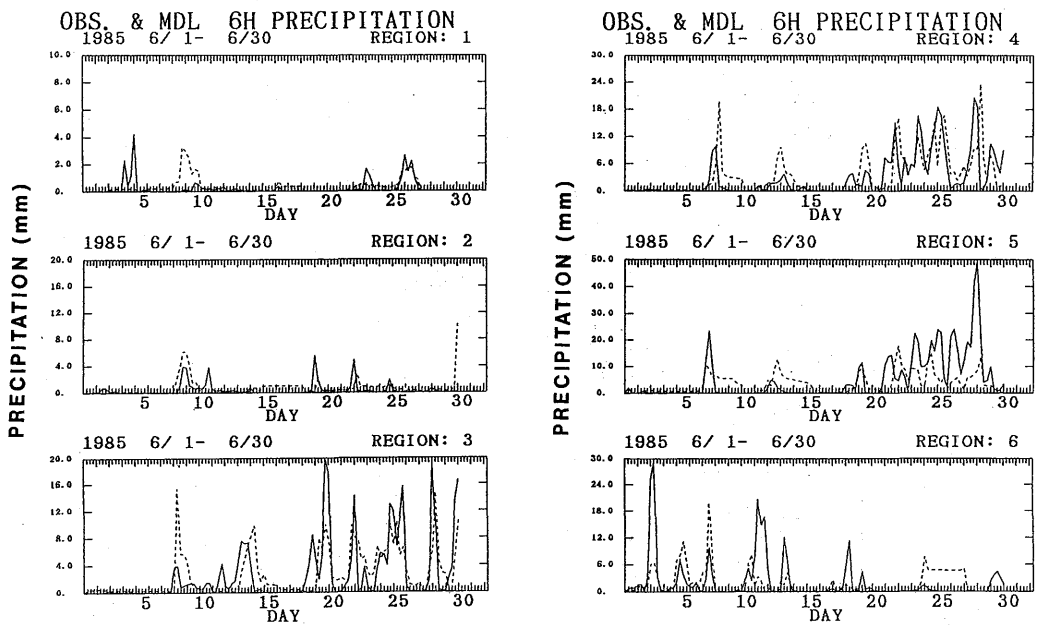 OBS. & MDL 6H PRECIPITATION
1985 6/ 1- 6/30 REGION: 1
10.0
8.0
6.0
4.0
2.0
0.
5 10 15 20 25 30
DAY
PRECIPITATION (mm)
1985 6/ 1- 6/30 REGION: 2
20.0
16.0
12.0
8.0
4.0
0.
5 10 15 20 25 30
DAY
1985 6/ 1- 6/30 REGION: 3
20.0
16.0
12.0
8.0
4.0
0.
5 10 15 20 25 30
DAY
OBS. & MDL 6H PRECIPITATION
1985 6/ 1- 6/30 REGION: 4
30.0
24.0
18.0
12.0
6.0
0.
5 10 15 20 25 30
DAY
PRECIPITATION (mm)
1985 6/ 1- 6/30 REGION: 5
50.0
40.0
30.0
20.0
10.0
0.
5 10 15 20 25 30
DAY
1985 6/ 1- 6/30 REGION: 6
30.0
24.0
18.0
12.0
6.0
0.
5 10 15 20 25 30
DAY